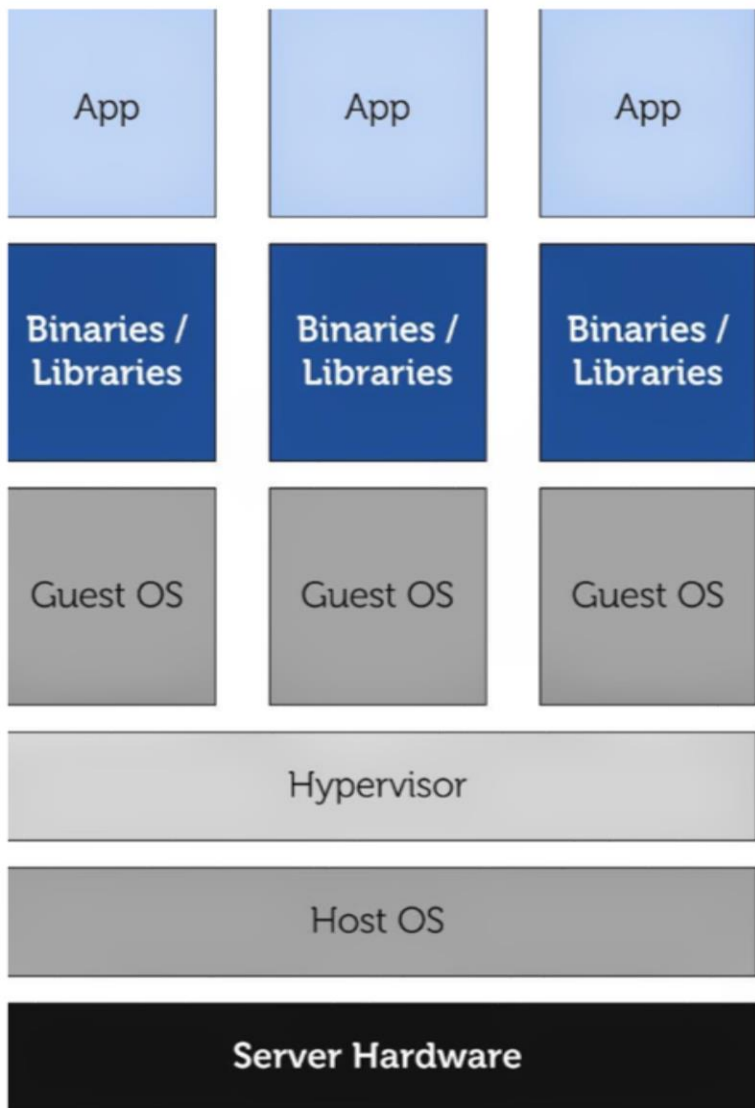 App
App
App
Binaries /
Libraries
Binaries /
Libraries
Binaries /
Libraries
Guest OS
Guest OS
Guest OS
Hypervisor
Host OS
Server Hardware